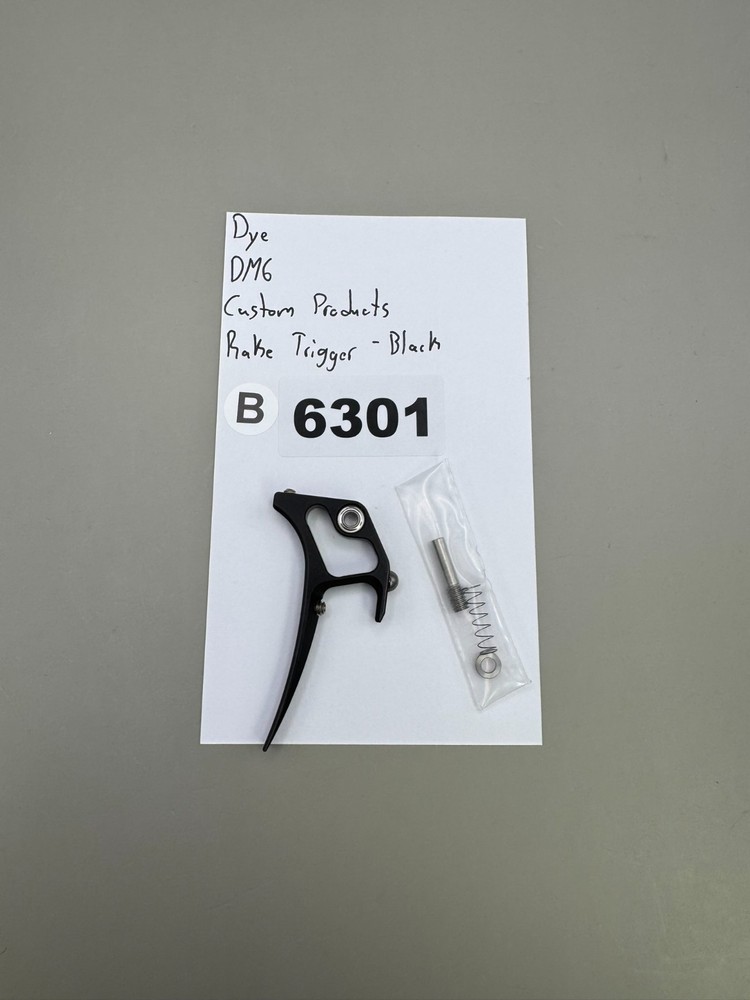 Dye
DM6
Custom Products
Rake Trigger - Black
B 6301